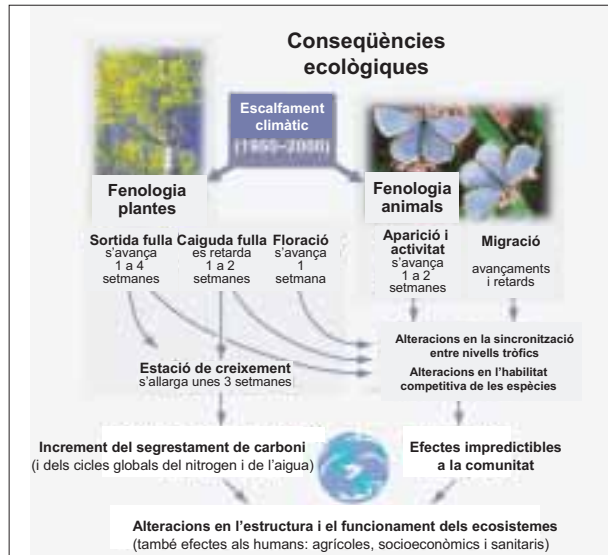 Conseqüències
ecològiques
Escalfament
climàtic
(1950–2000)
Fenologia
plantes
Fenologia
animals
Sortida fulla
s’avança
1 a 4
setmanes
Caiguda fulla
es retarda
1 a 2
setmanes
Floració
s’avança
1
setmana
Aparició i
activitat
s’avança
1 a 2
setmanes
Migració
avançaments
i retards
Estació de creixement
s’allarga unes 3 setmanes
Alteracions en la sincronització
entre nivells tròfics
Alteracions en l’habilitat
competitiva de les espècies
Increment del segrestament de carboni
(i dels cicles globals del nitrogen i de l’aigua)
Efectes impredictibles
a la comunitat
Alteracions en l’estructura i el funcionament dels ecosistemes
(també efectes als humans: agrícoles, socioeconòmics i sanitaris)